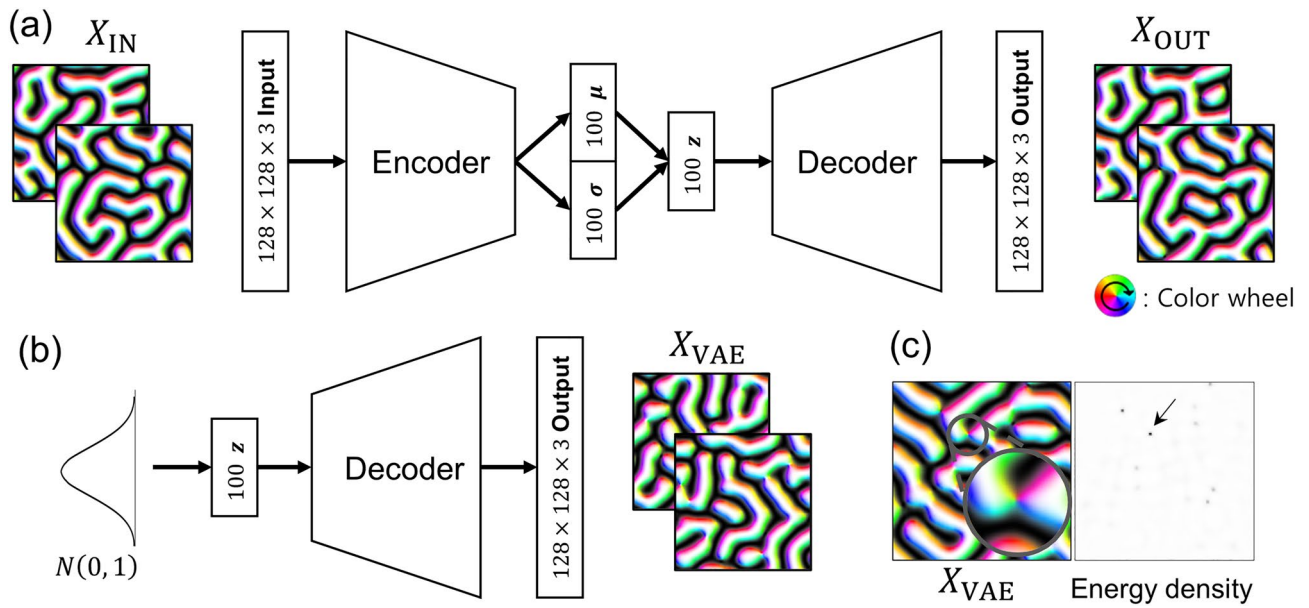 (a)
X_IN
128 × 128 × 3 Input
Encoder
100 μ
100 σ
100 z
Decoder
128 × 128 × 3 Output
X_OUT
: Color wheel
(b)
N(0, 1)
100 z
Decoder
128 × 128 × 3 Output
X_VAE
(c)
X_VAE
Energy density